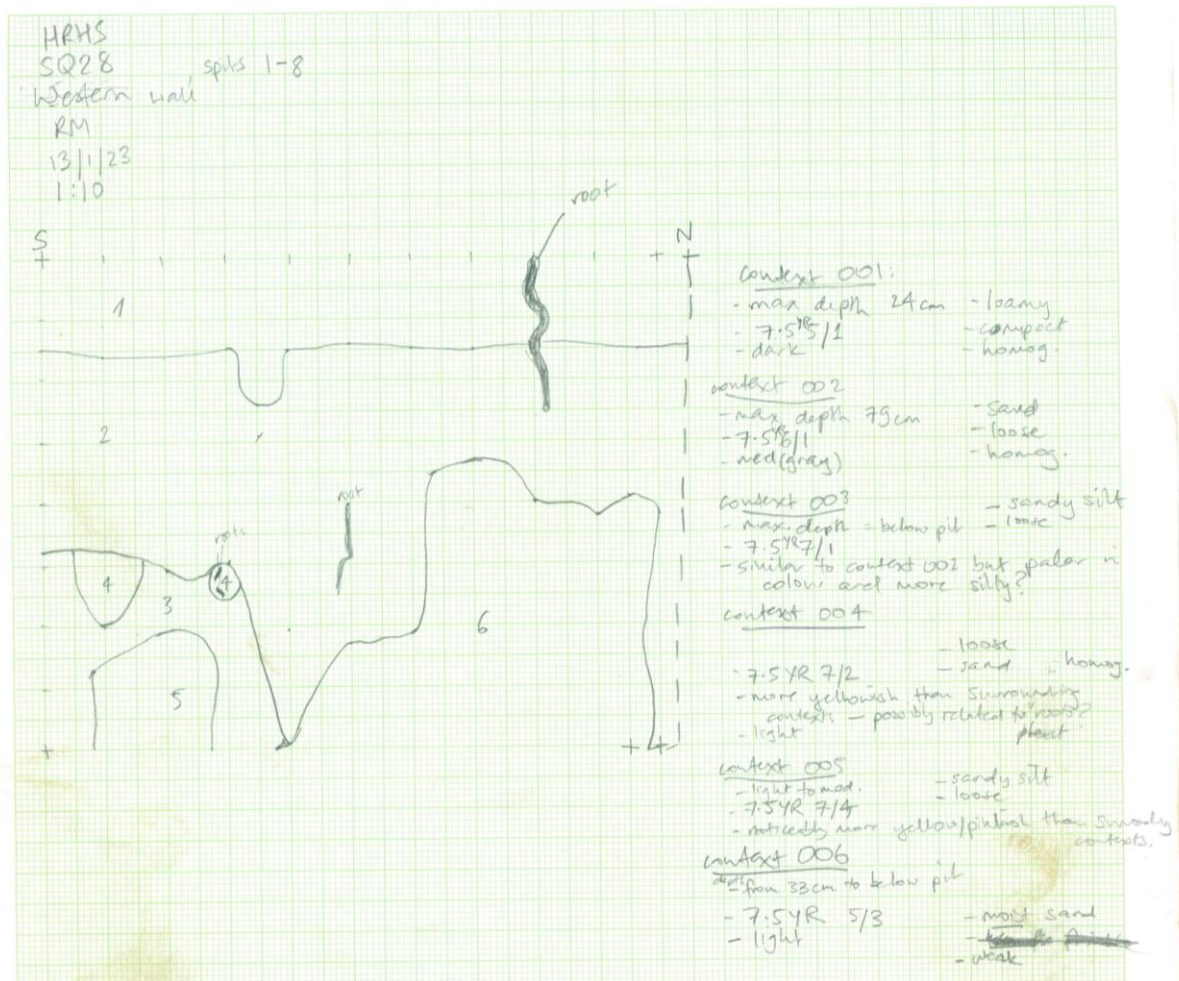 HRHS
SQ28 spits 1-8
Western wall
RM
13/1/23
1:10
root
S N
1
2
root
roots
4 4
3
6
5
context 001:
- max depth 24cm - loamy
- 7.5YR 5/1 - compact
- dark - homog.
context 002
- max depth 79cm - sand
- 7.5YR 6/1 - loose
- med (gray) - homog.
context 003 - sandy silt
- max. depth = below pit - loose
- 7.5YR 7/1
- similar to context 002 but paler in
colour and more silty?
context 004
- loose
- 7.5 YR 7/2 - sand - homog.
- more yellowish than surrounding
contexts - possibly related to roots?
- light
context 005
- light to med. - sandy silt
- 7.5YR 7/4 - loose
- noticeably more yellow/pinkish than
contexts.
context 006
depth - from 33cm to below pit
- 7.5YR 5/3 - moist sand
- light
- weak